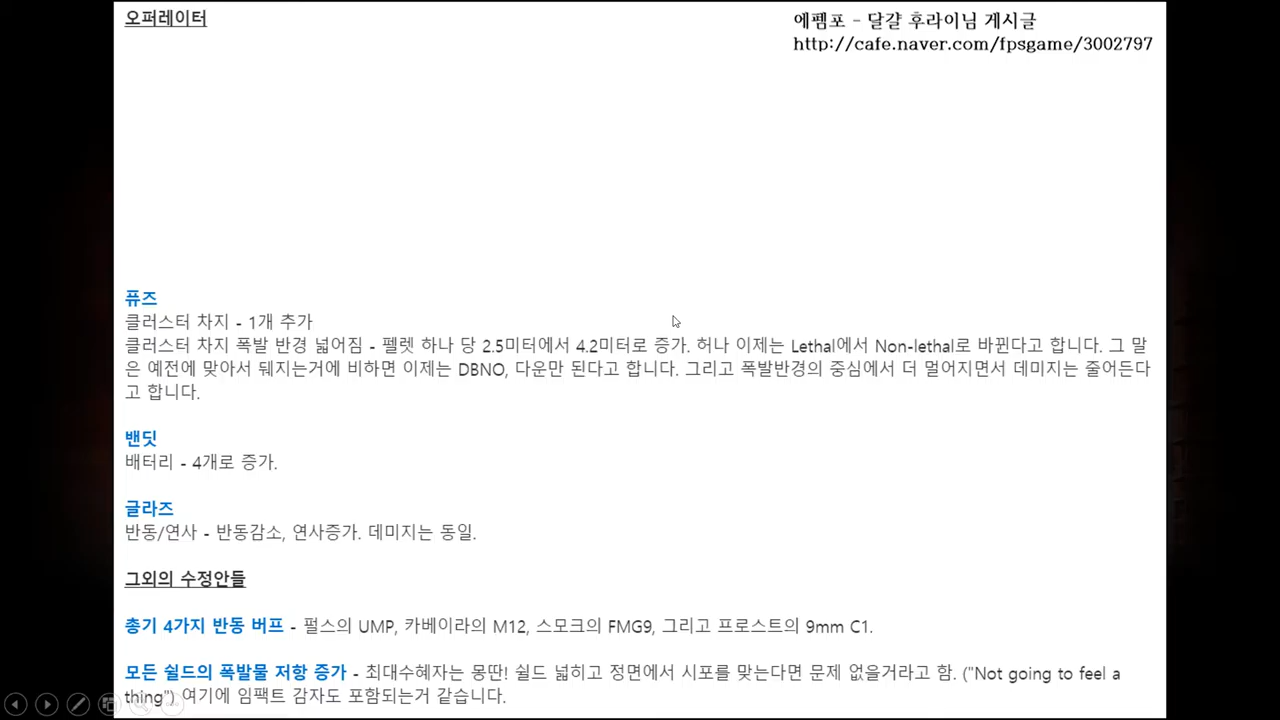 오퍼레이터
에펨포 - 달걀 후라이님 게시글
http://cafe.naver.com/fpsgame/3002797
퓨즈
클러스터 차지 - 1개 추가
클러스터 차지 폭발 반경 넓어짐 - 펠렛 하나 당 2.5미터에서 4.2미터로 증가. 허나 이제는 Lethal에서 Non-lethal로 바뀐다고 합니다. 그 말
은 예전에 맞아서 뒈지는거에 비하면 이제는 DBNO, 다운만 된다고 합니다. 그리고 폭발반경의 중심에서 더 멀어지면서 데미지는 줄어든다
고 합니다.
밴딧
배터리 - 4개로 증가.
글라즈
반동/연사 - 반동감소, 연사증가. 데미지는 동일.
그외의 수정안들
총기 4가지 반동 버프 - 펄스의 UMP, 카베이라의 M12, 스모크의 FMG9, 그리고 프로스트의 9mm C1.
모든 쉴드의 폭발물 저항 증가 - 최대수혜자는 몽딴! 쉴드 넓히고 정면에서 시포를 맞는다면 문제 없을거라고 함. ("Not going to feel a
thing") 여기에 임팩트 감자도 포함되는거 같습니다.